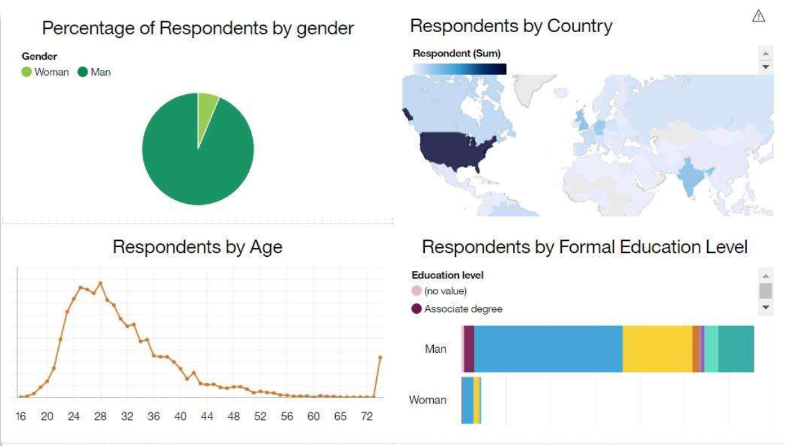 Percentage of Respondents by gender
Gender
Woman Man
Respondents by Country
Respondent (Sum)
Respondents by Age
16 20 24 28 32 36 40 44 48 52 56 60 65 72
Respondents by Formal Education Level
Education level
(no value)
Associate degree
Man
Woman